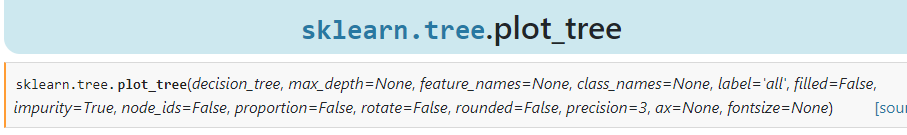 sklearn.tree.plot_tree
sklearn.tree.plot_tree(decision_tree, max_depth=None, feature_names=None, class_names=None, label='all', filled=False,
impurity=True, node_ids=False, proportion=False, rotate=False, rounded=False, precision=3, ax=None, fontsize=None) [sour